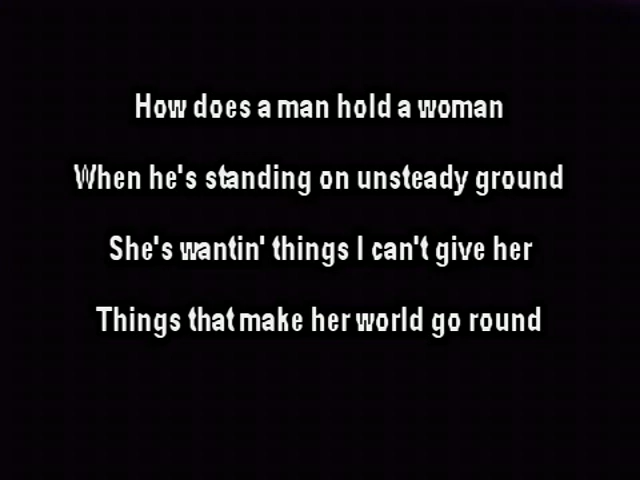 How does a man hold a woman
When he's standing on unsteady ground
She's wantin' things I can't give her
Things that make her world go round